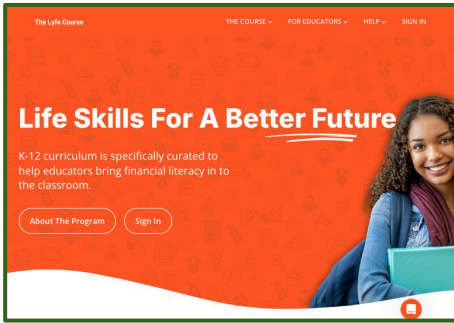 The Lyfe Course
THE COURSE FOR EDUCATORS HELP SIGN IN
Life Skills For A Better Future
K-12 curriculum is specifically curated to
help educators bring financial literacy in to
the classroom.
About The Program Sign In